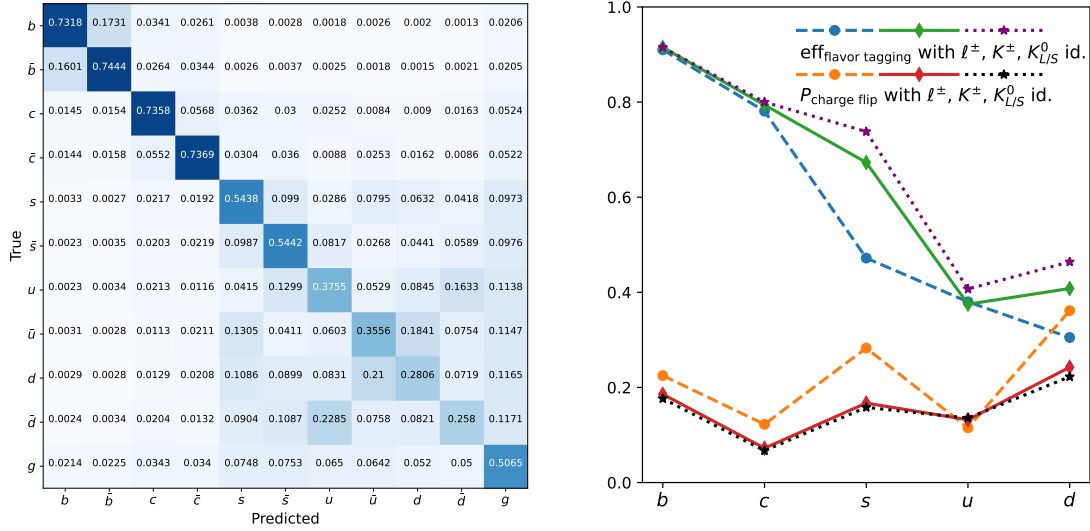 b 0.7318 0.1731 0.0341 0.0261 0.0038 0.0028 0.0018 0.0026 0.002 0.0013 0.0206
b̄ 0.1601 0.7444 0.0264 0.0344 0.0026 0.0037 0.0025 0.0018 0.0015 0.0021 0.0205
c 0.0145 0.0154 0.7358 0.0568 0.0362 0.03 0.0252 0.0084 0.009 0.0163 0.0524
c̄ 0.0144 0.0158 0.0552 0.7369 0.0304 0.036 0.0088 0.0253 0.0162 0.0086 0.0522
s 0.0033 0.0027 0.0217 0.0192 0.5438 0.099 0.0286 0.0795 0.0632 0.0418 0.0973
s̄ 0.0023 0.0035 0.0203 0.0219 0.0987 0.5442 0.0817 0.0268 0.0441 0.0589 0.0976
u 0.0023 0.0034 0.0213 0.0116 0.0415 0.1299 0.3755 0.0529 0.0845 0.1633 0.1138
ū 0.0031 0.0028 0.0113 0.0211 0.1305 0.0411 0.0603 0.3556 0.1841 0.0754 0.1147
d 0.0029 0.0028 0.0129 0.0208 0.1086 0.0899 0.0831 0.21 0.2806 0.0719 0.1165
d̄ 0.0024 0.0034 0.0204 0.0132 0.0904 0.1187 0.2285 0.0758 0.0821 0.258 0.1171
g 0.0214 0.0225 0.0343 0.034 0.0748 0.0753 0.065 0.0642 0.052 0.05 0.5065
b b̄ c c̄ s s̄ u ū d d̄ g
Predicted
True
eff_flavor tagging with ℓ±, K±, K⁰_L/S id.
P_charge flip with ℓ±, K±, K⁰_L/S id.
1.0
0.8
0.6
0.4
0.2
0.0
b c s u d